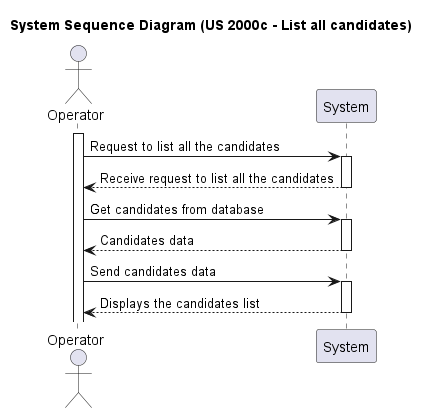 System Sequence Diagram (US 2000c - List all candidates)
Operator
System
Request to list all the candidates
Receive request to list all the candidates
Get candidates from database
Candidates data
Send candidates data
Displays the candidates list
Operator
System